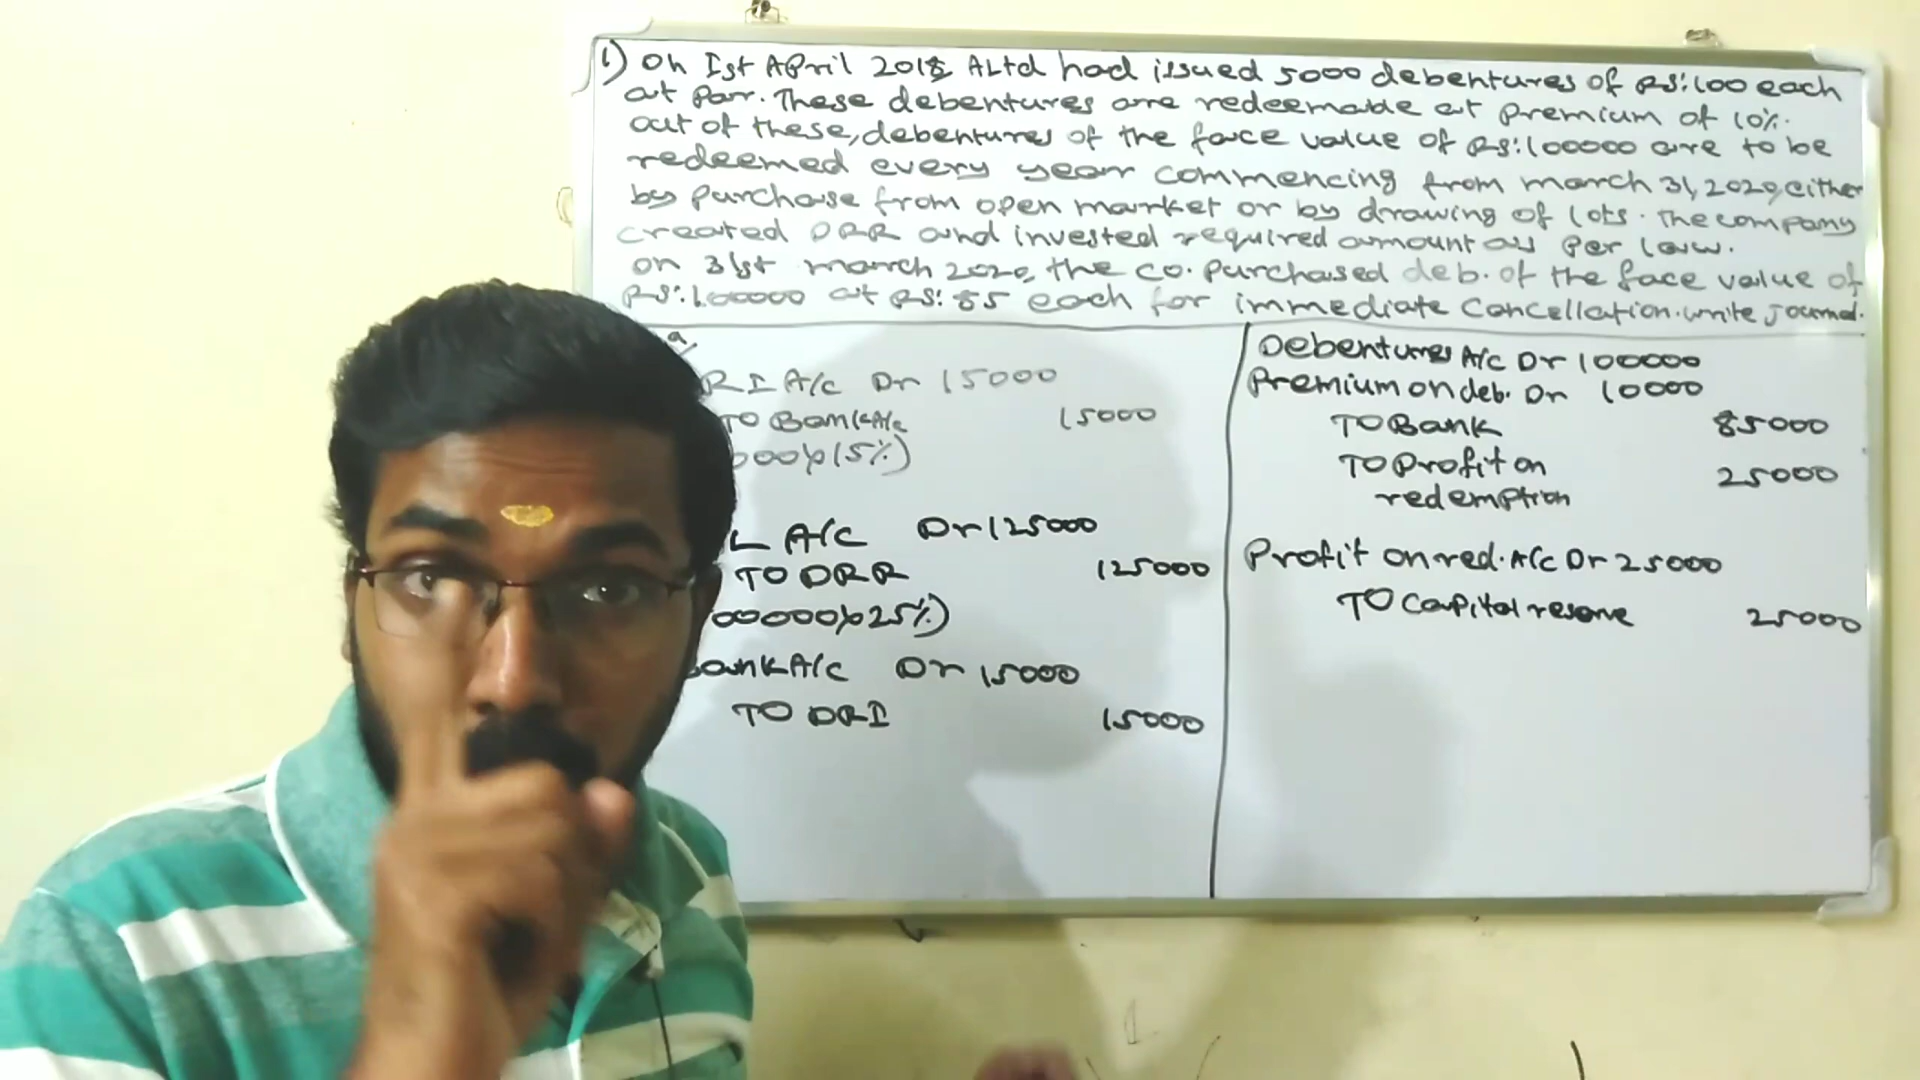 1) On Ist April 2018 A Ltd had issued 5000 debentures of Rs:100 each
at Par. These debentures are redeemable at Premium of 10%.
out of these, debentures of the face value of Rs:100000 are to be
redeemed every year commencing from march 31, 2020, either
by purchase from open market or by drawing of lots. The company
created DRR and invested required amount as Per law.
on 31st march 2020, the co. purchased deb. of the face value of
Rs:100000 at Rs: 85 each for immediate Cancellation. write Journal.
RI A/c Dr 15000
TO Bank A/c 15000
000x15%)
L A/C Dr 125000
TO DRR 125000
00000x25%)
Bank A/c Dr 15000
TO DRI 15000
Debentures A/c Dr 100000
Premium on deb. Dr 10000
TO Bank 85000
TO Profit on 25000
redemption
Profit on red. A/c Dr 25000
TO Capital reserve 25000